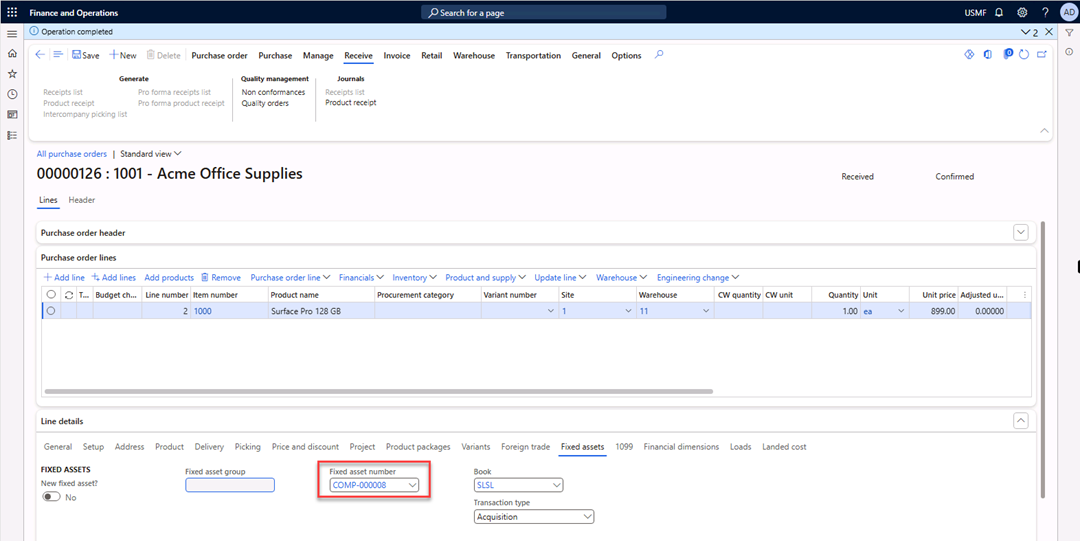 Finance and Operations
Search for a page
USMF
?
AD
Operation completed
2
Save
New
Delete
Purchase order
Purchase
Manage
Receive
Invoice
Retail
Warehouse
Transportation
General
Options
0
Generate
Receipts list
Product receipt
Intercompany picking list
Pro forma receipts list
Pro forma product receipt
Quality management
Non conformances
Quality orders
Journals
Receipts list
Product receipt
All purchase orders | Standard view
00000126 : 1001 - Acme Office Supplies
Received
Confirmed
Lines
Header
Purchase order header
Purchase order lines
Add line
Add lines
Add products
Remove
Purchase order line
Financials
Inventory
Product and supply
Update line
Warehouse
Engineering change
T... Budget ch... Line number Item number Product name Procurement category Variant number Site Warehouse CW quantity CW unit Quantity Unit Unit price Adjusted u...
2 1000 Surface Pro 128 GB 1 11 1.00 ea 899.00 0.00000
Line details
General
Setup
Address
Product
Delivery
Picking
Price and discount
Project
Product packages
Variants
Foreign trade
Fixed assets
1099
Financial dimensions
Loads
Landed cost
FIXED ASSETS
New fixed asset?
No
Fixed asset group
Fixed asset number
COMP-000008
Book
SLSL
Transaction type
Acquisition